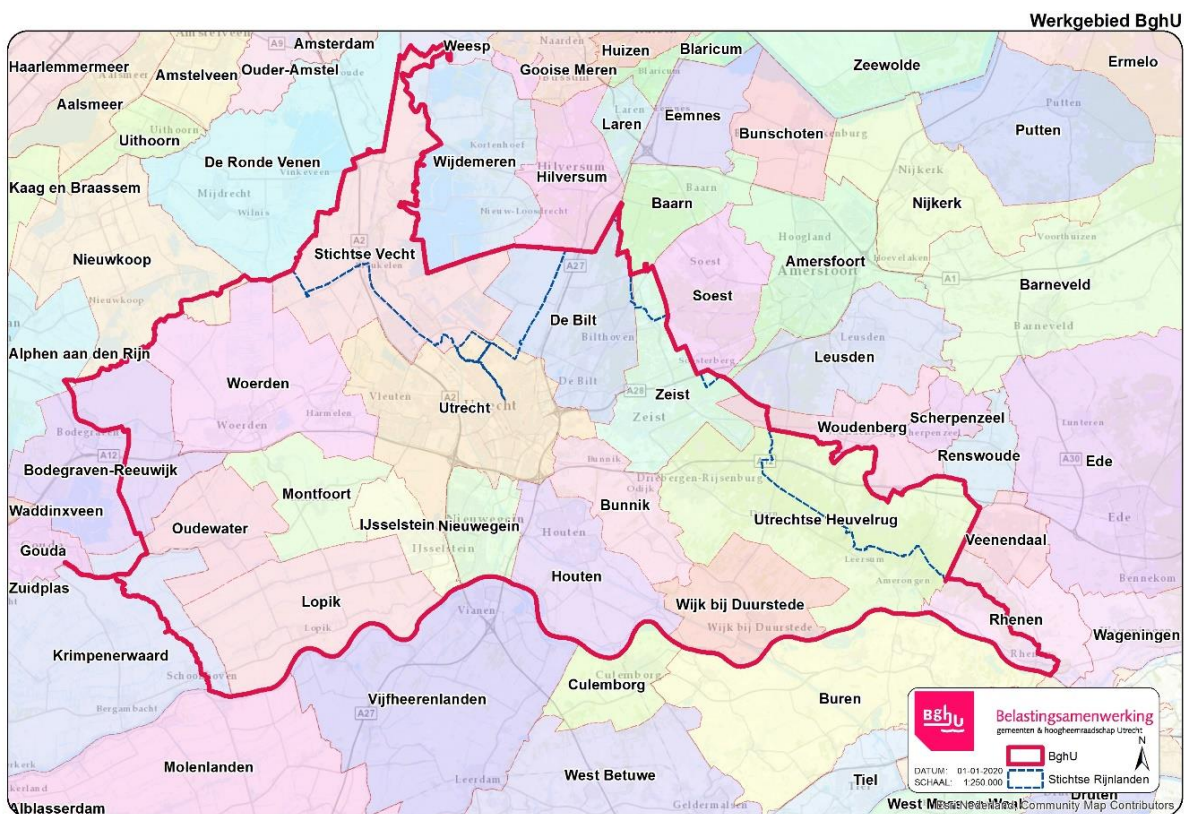 Werkgebied BghU
Amsterdam
Weesp
Huizen
Blaricum
Haarlemmermeer
Amstelveen
Ouder-Amstel
Gooise Meren
Zeewolde
Ermelo
Aalsmeer
Laren
Eemnes
Bunschoten
Putten
Uithoorn
De Ronde Venen
Wijdemeren
Hilversum
Kaag en Braassem
Baarn
Nijkerk
Nieuwkoop
Stichtse Vecht
Amersfoort
Barneveld
Soest
De Bilt
Alphen aan den Rijn
Woerden
Leusden
Utrecht
Zeist
Scherpenzeel
Woudenberg
Renswoude
Ede
Bodegraven-Reeuwijk
Montfoort
Waddinxveen
Oudewater
IJsselstein
Nieuwegein
Bunnik
Utrechtse Heuvelrug
Gouda
Veenendaal
Zuidplas
Houten
Lopik
Wijk bij Duurstede
Rhenen
Wageningen
Krimpenerwaard
Culemborg
Vijfheerenlanden
Buren
Molenlanden
West Betuwe
Tiel
Alblasserdam
Druten
BghU
Belastingsamenwerking
gemeenten & hoogheemraadschap Utrecht
N
BghU
DATUM: 01-01-2020
SCHAAL: 1:250.000
Stichtse Rijnlanden
Community Map Contributors